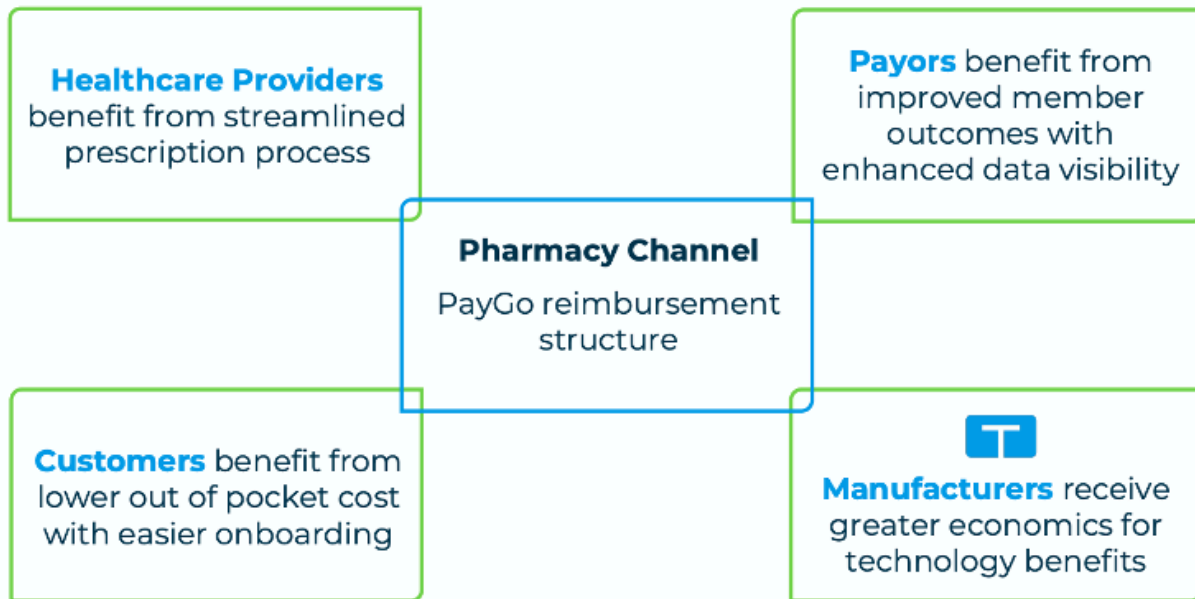 Healthcare Providers
benefit from streamlined
prescription process
Payors benefit from
improved member
outcomes with
enhanced data visibility
Pharmacy Channel
PayGo reimbursement
structure
Customers benefit from
lower out of pocket cost
with easier onboarding
T
Manufacturers receive
greater economics for
technology benefits